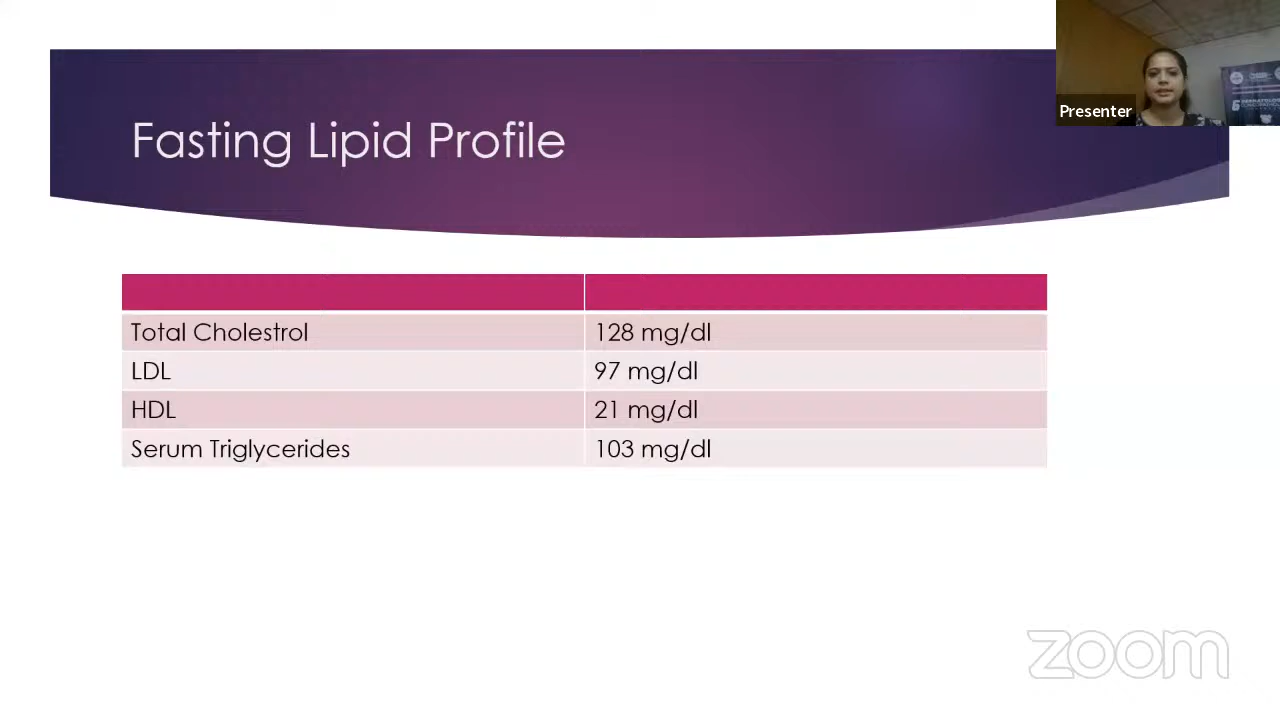 Presenter
Fasting Lipid Profile
Total Cholestrol 128 mg/dl
LDL 97 mg/dl
HDL 21 mg/dl
Serum Triglycerides 103 mg/dl
zoom